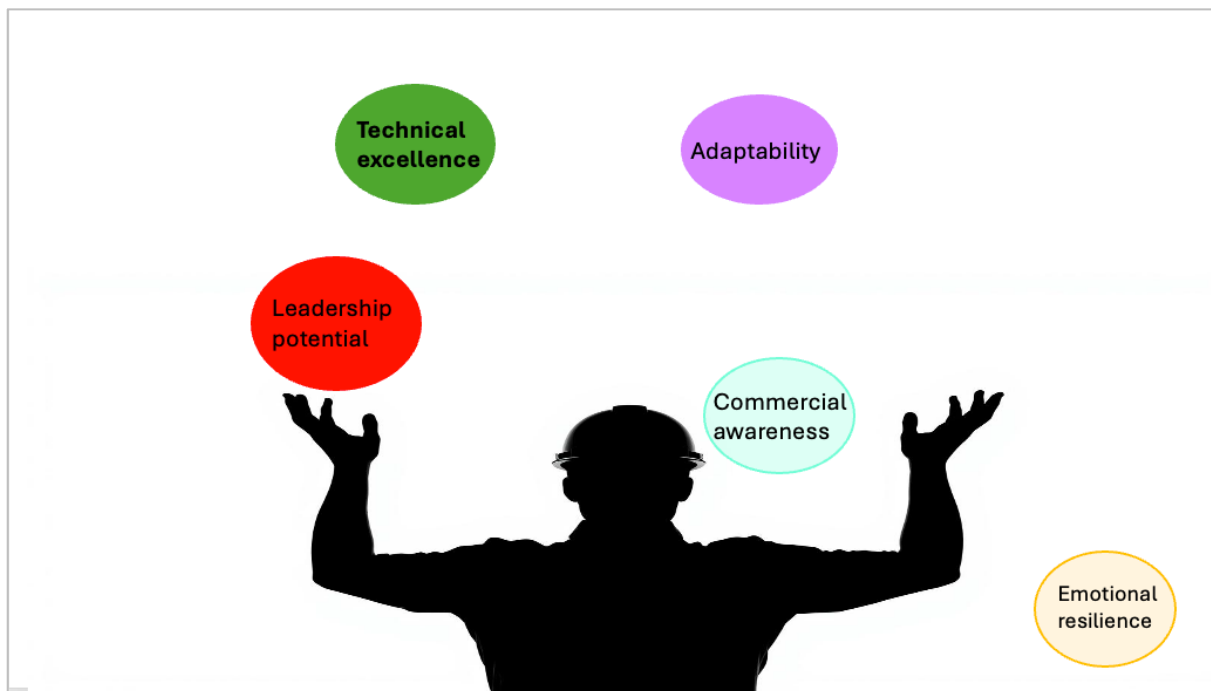 Technical
excellence
Adaptability
Leadership
potential
Commercial
awareness
Emotional
resilience